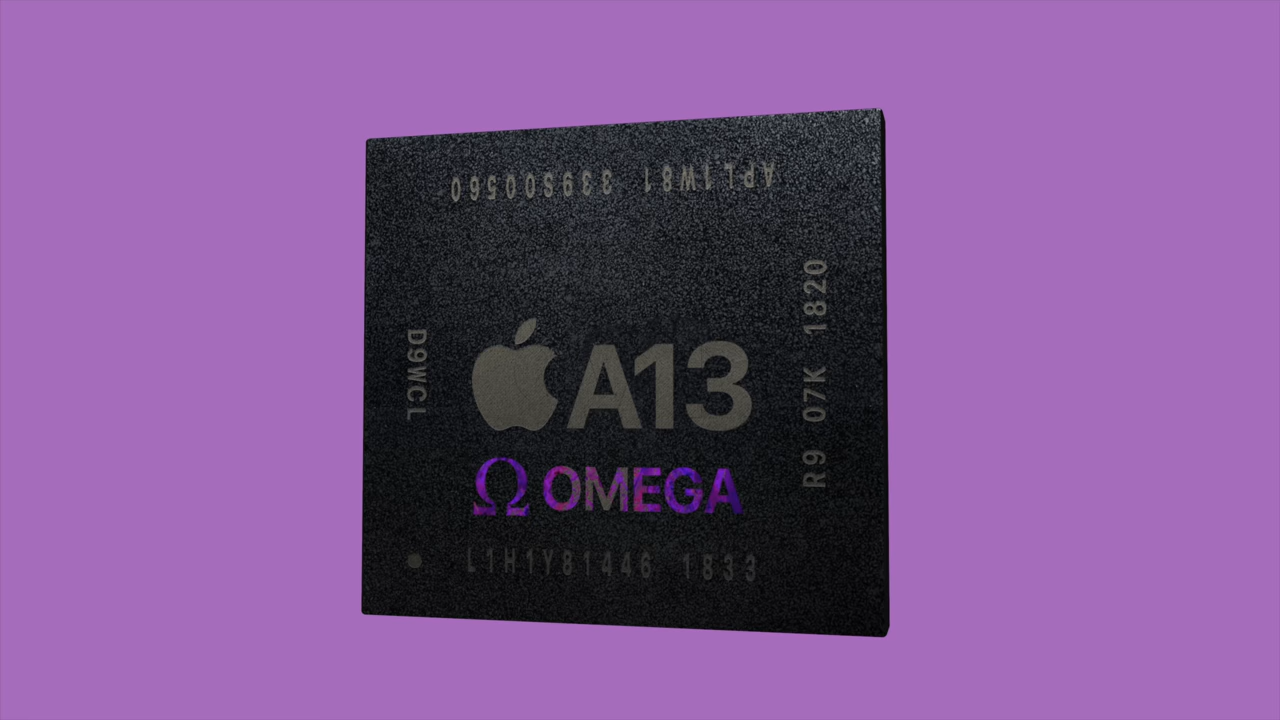 APL1W81 339S00560
D9WCL
R9 07K 1820
A13
Ω OMEGA
L1H1Y81446 1833